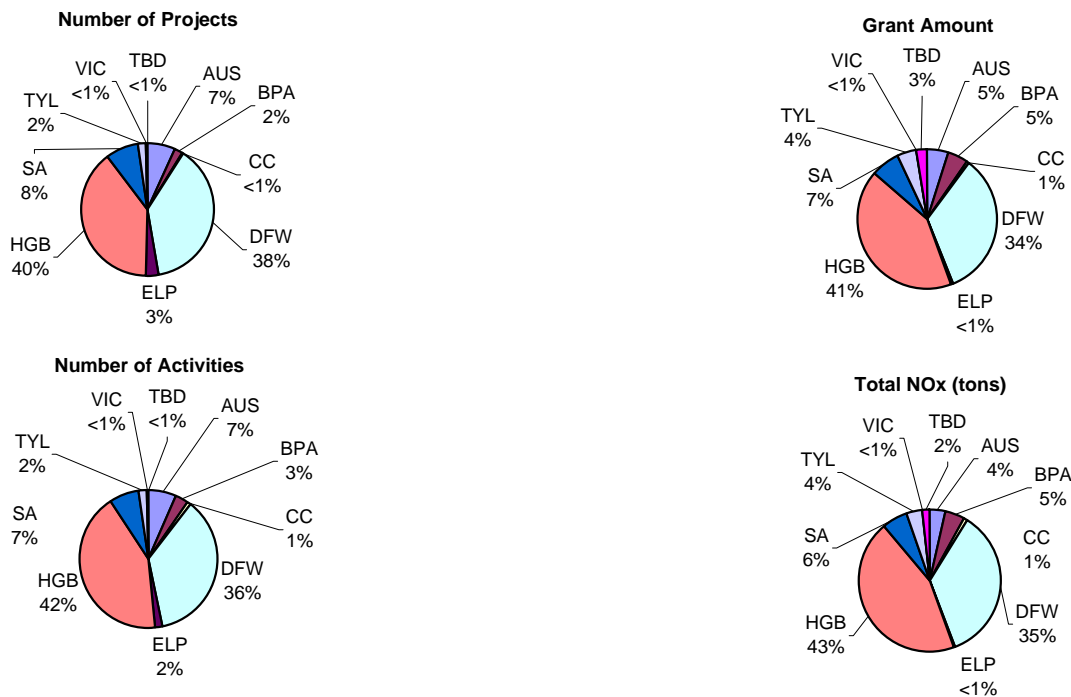 Number of Projects
VIC
<1%
TBD
<1%
AUS
7%
BPA
2%
TYL
2%
CC
<1%
SA
8%
DFW
38%
HGB
40%
ELP
3%
Grant Amount
VIC
<1%
TBD
3%
AUS
5%
BPA
5%
TYL
4%
CC
1%
SA
7%
DFW
34%
HGB
41%
ELP
<1%
Number of Activities
VIC
<1%
TBD
<1%
AUS
7%
TYL
2%
BPA
3%
SA
7%
CC
1%
HGB
42%
DFW
36%
ELP
2%
Total NOx (tons)
VIC
<1%
TBD
2%
AUS
4%
TYL
4%
BPA
5%
SA
6%
CC
1%
HGB
43%
DFW
35%
ELP
<1%